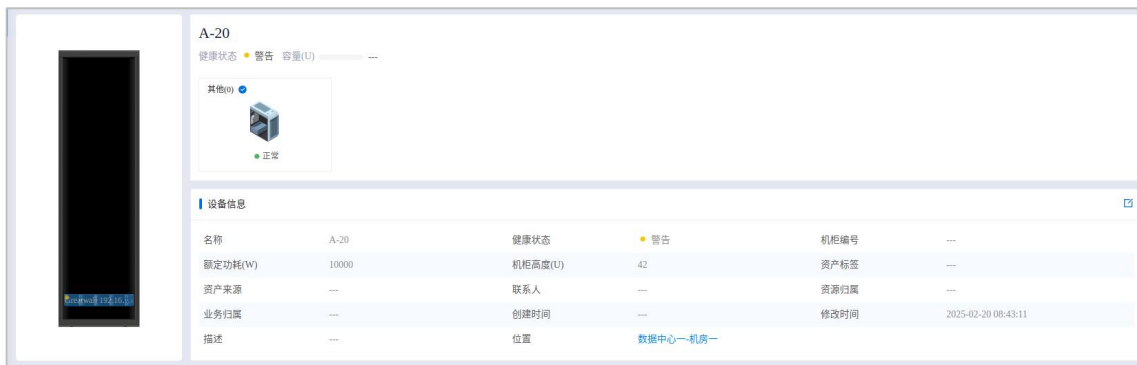 A-20
健康状态 警告 容量(U) ---
其他(0)
正常
设备信息
名称 A-20 健康状态 警告 机柜编号 ---
额定功耗(W) 10000 机柜高度(U) 42 资产标签 ---
资产来源 --- 联系人 --- 资源归属 ---
业务归属 --- 创建时间 --- 修改时间 2025-02-20 08:43:11
描述 --- 位置 数据中心一-机房一